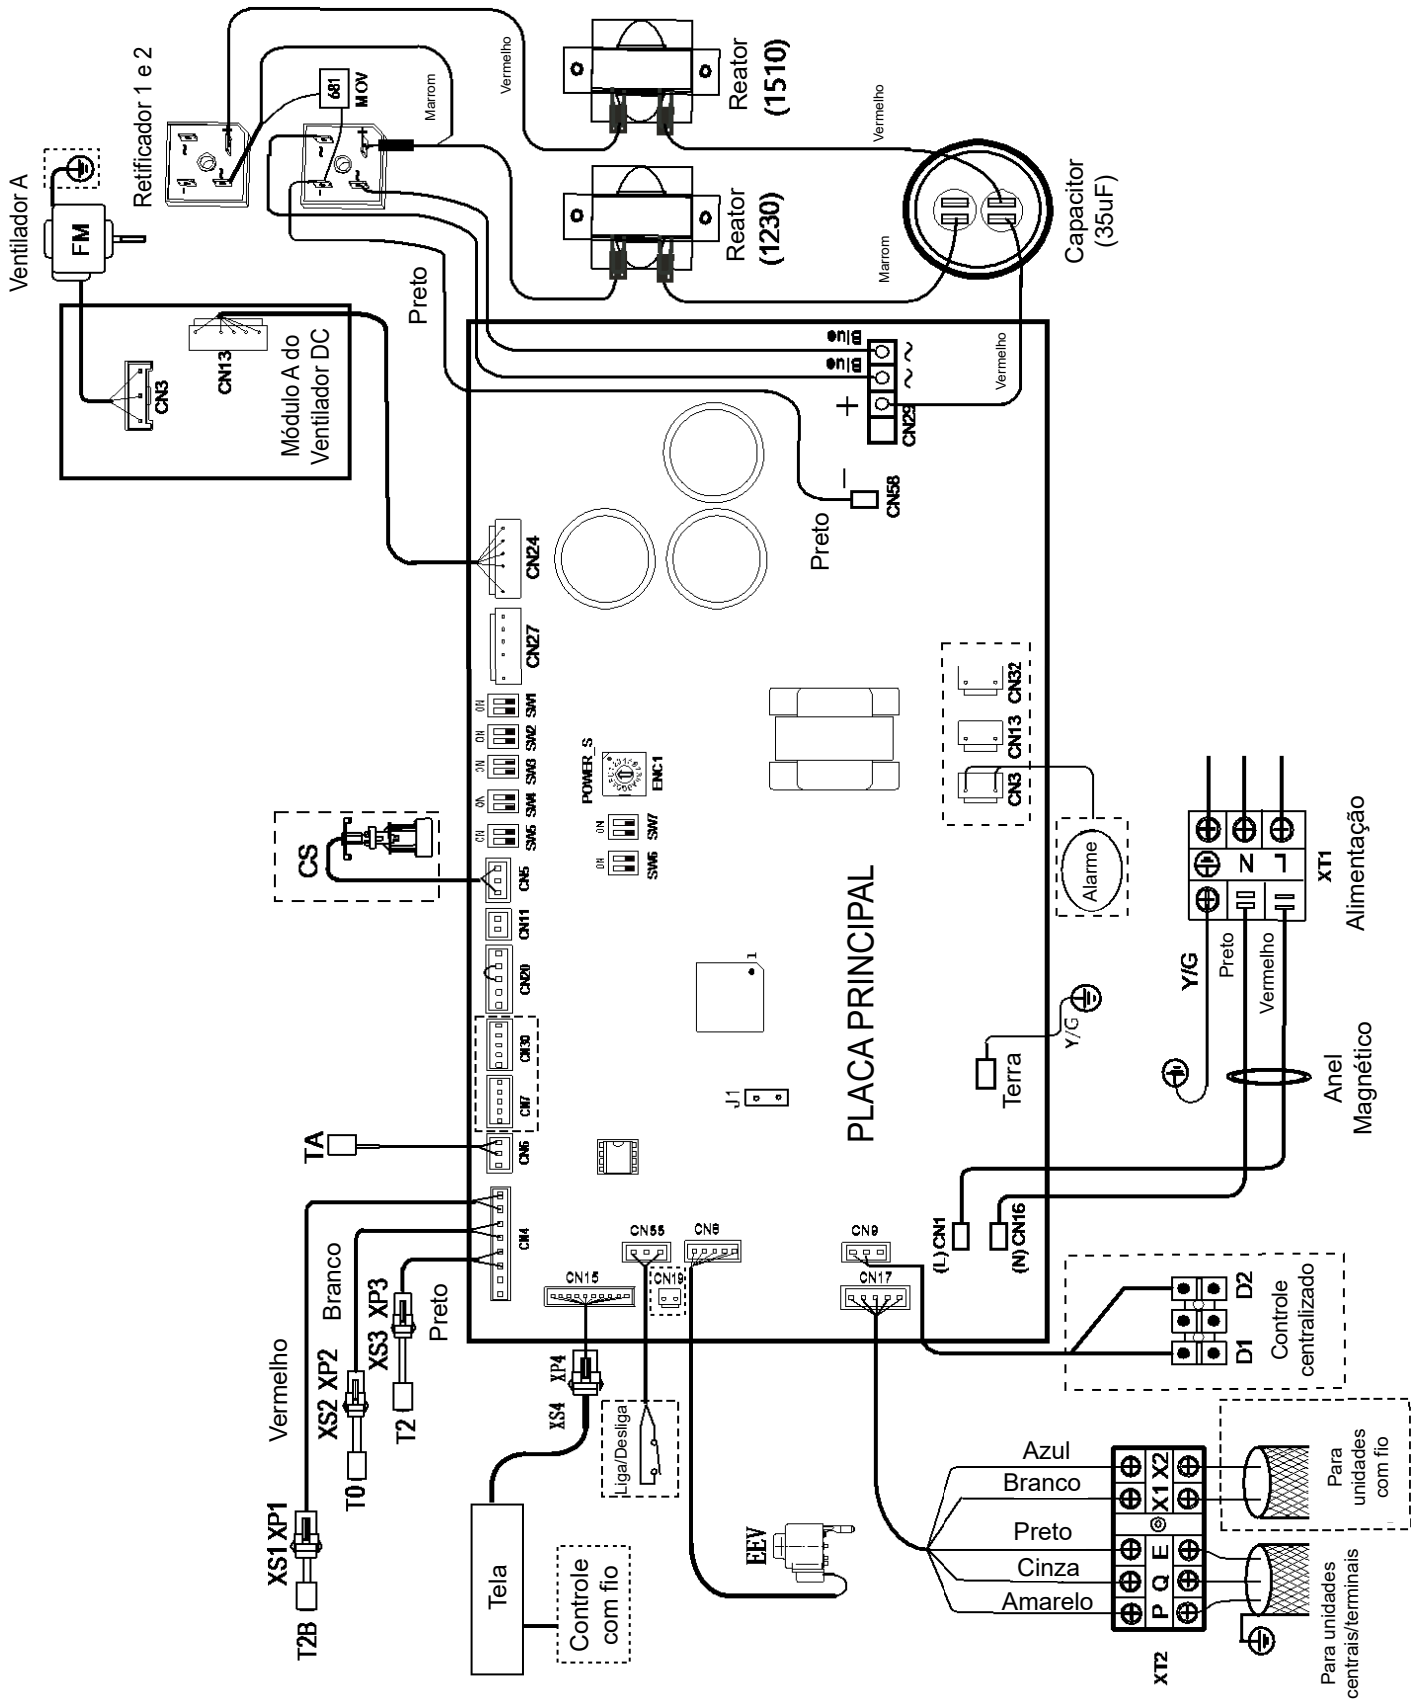 Ventilador A
FM
Retificador 1 e 2
681
MOV
Marrom
Vermelho
Reator
(1510)
Reator
(1230)
Vermelho
Marrom
Capacitor
(35uF)
Módulo A do
Ventilador DC
CN3
CN13
Preto
Blue
Blue
+
CN29
Vermelho
−
CN58
Preto
CN24
CN27
SW1
SW2
SW3
SW4
SW5
ON
ON
POWER_S
ENC1
SW7
SW6
CS
CN5
CN11
CN20
CN30
CN7
CN6
TA
CN4
J1
1
PLACA PRINCIPAL
CN32
CN13
CN3
Alarme
Terra
Y/G
XT1
N
L
Alimentação
Y/G
Preto
Vermelho
Anel
Magnético
(L) CN1
(N) CN16
CN55
CN8
CN15
CN19
CN9
CN17
Vermelho
Branco
Preto
XS1 XP1
XS2 XP2
XS3 XP3
T2B
T0
T2
XS4 XP4
Tela
Controle
com fio
Liga/Desliga
EEV
D1
D2
Controle
centralizado
Azul
Branco
Preto
Cinza
Amarelo
P Q E X1 X2
XT2
Para
unidades
com fio
Para unidades
centrais/terminais